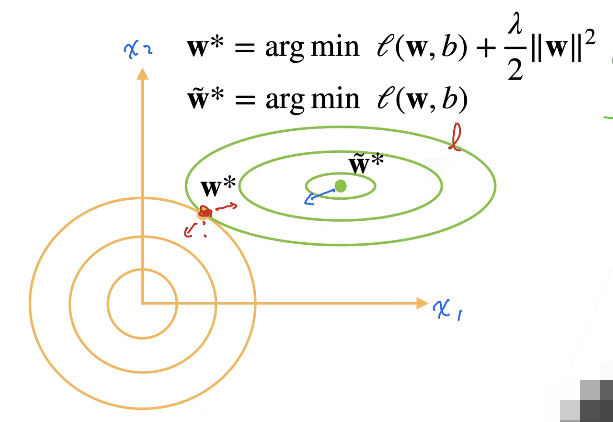 x₂
w* = arg min ℓ(w, b) + λ/2 ||w||²
w̃* = arg min ℓ(w, b)
ℓ
w̃*
w*
x₁